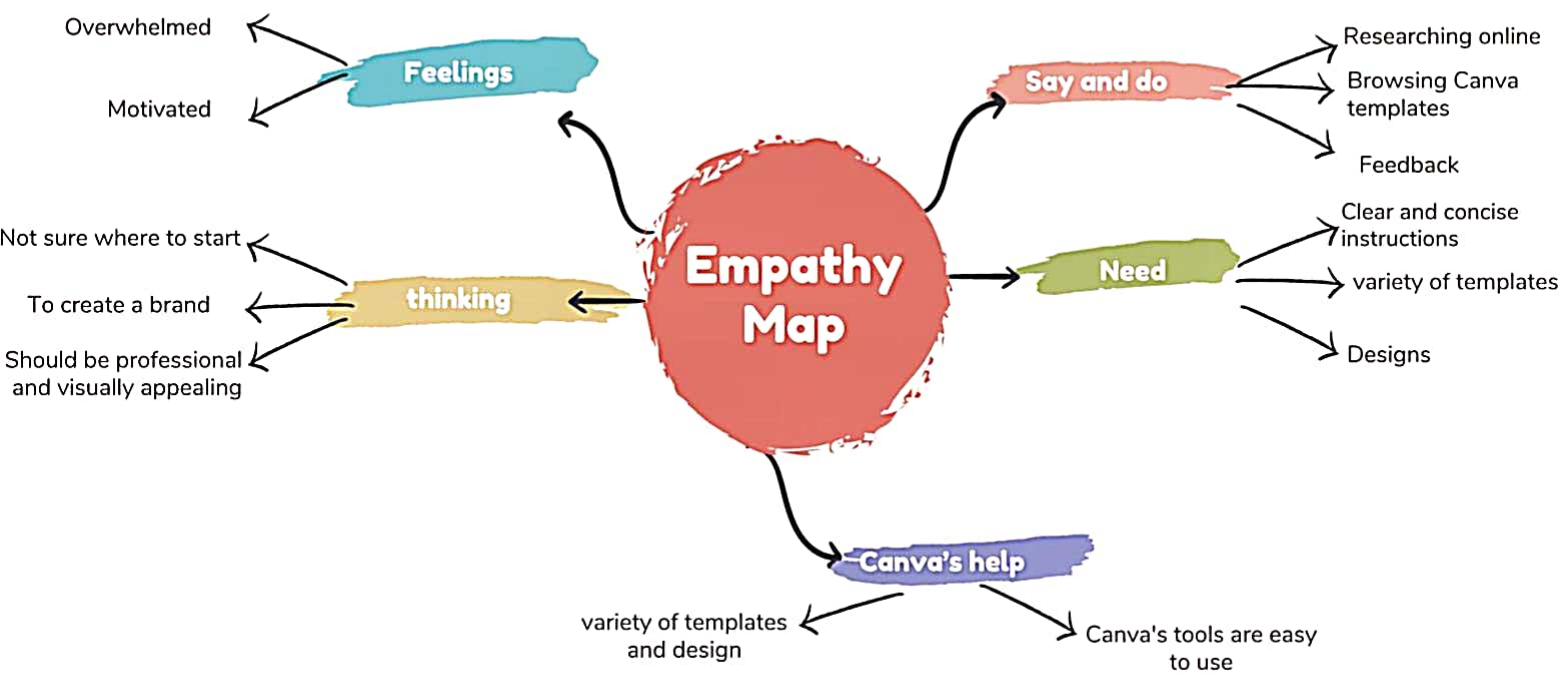 Overwhelmed
Feelings
Motivated
Say and do
Researching online
Browsing Canva
templates
Feedback
Not sure where to start
thinking
To create a brand
Should be professional
and visually appealing
Empathy
Map
Need
Clear and concise
instructions
variety of templates
Designs
Canva's help
variety of templates
and design
Canva's tools are easy
to use